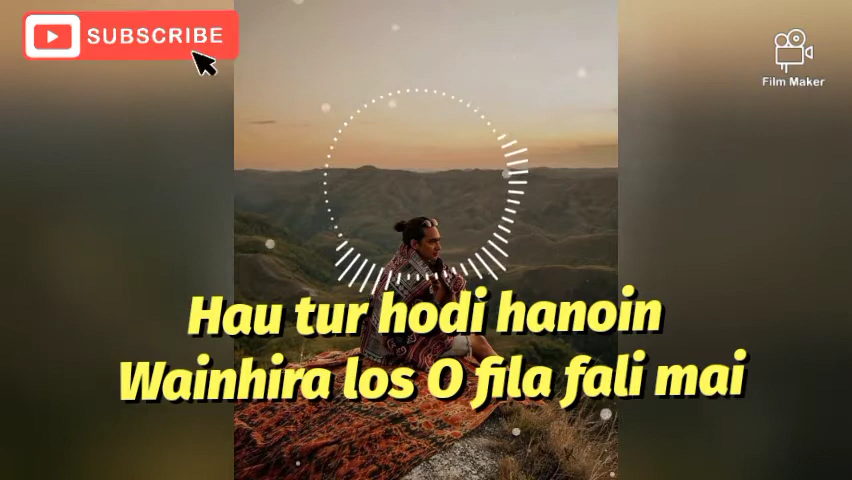 SUBSCRIBE
Film Maker
Hau tur hodi hanoin
Wainhira los O fila fali mai